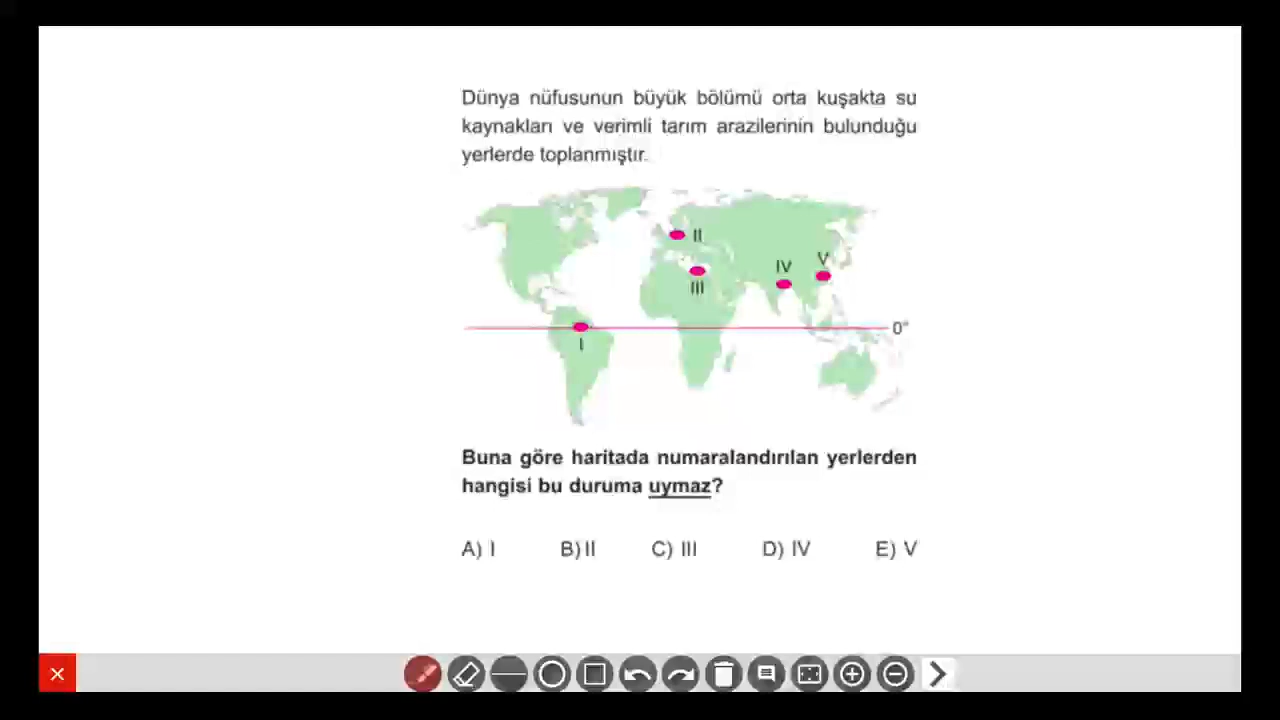 Dünya nüfusunun büyük bölümü orta kuşakta su
kaynakları ve verimli tarım arazilerinin bulunduğu
yerlerde toplanmıştır.
II
IV
V
III
0°
I
Buna göre haritada numaralandırılan yerlerden
hangisi bu duruma uymaz?
A) I B) II C) III D) IV E) V